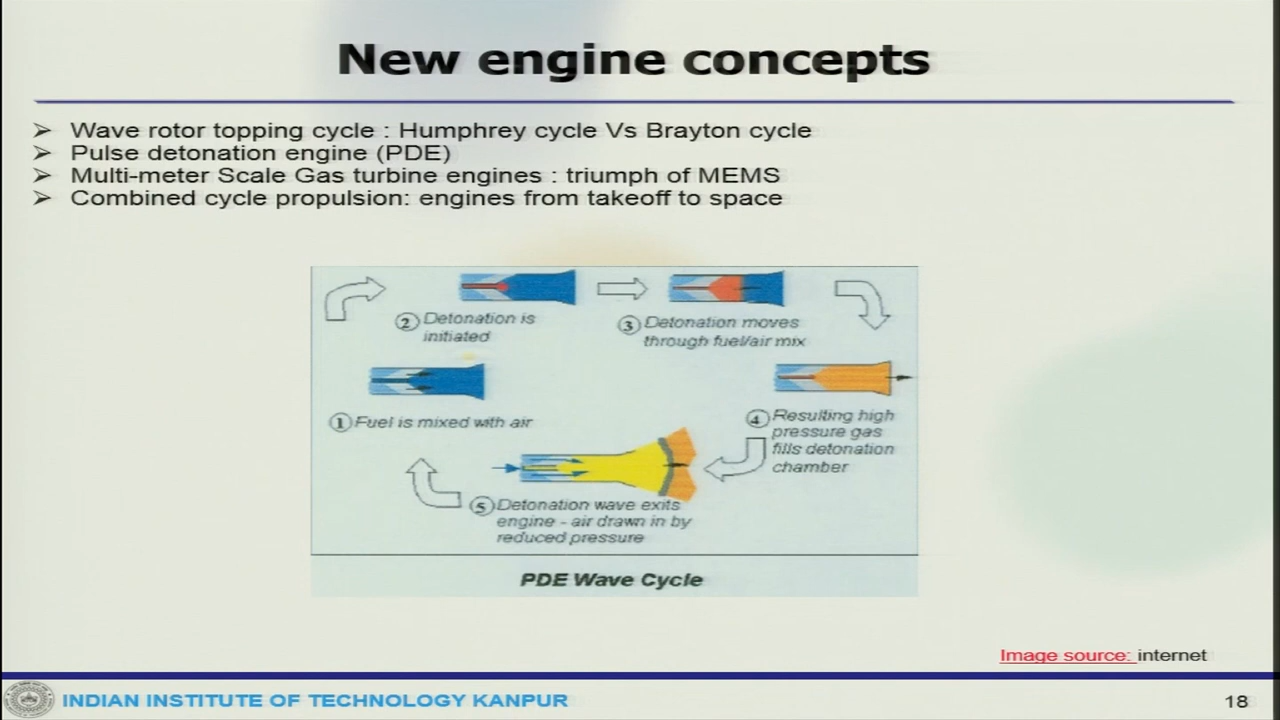 New engine concepts
➢ Wave rotor topping cycle : Humphrey cycle Vs Brayton cycle
➢ Pulse detonation engine (PDE)
➢ Multi-meter Scale Gas turbine engines : triumph of MEMS
➢ Combined cycle propulsion: engines from takeoff to space
2 Detonation is
initiated
3 Detonation moves
through fuel/air mix
1 Fuel is mixed with air
4 Resulting high
pressure gas
fills detonation
chamber
5 Detonation wave exits
engine - air drawn in by
reduced pressure
PDE Wave Cycle
Image source: internet
INDIAN INSTITUTE OF TECHNOLOGY KANPUR
18